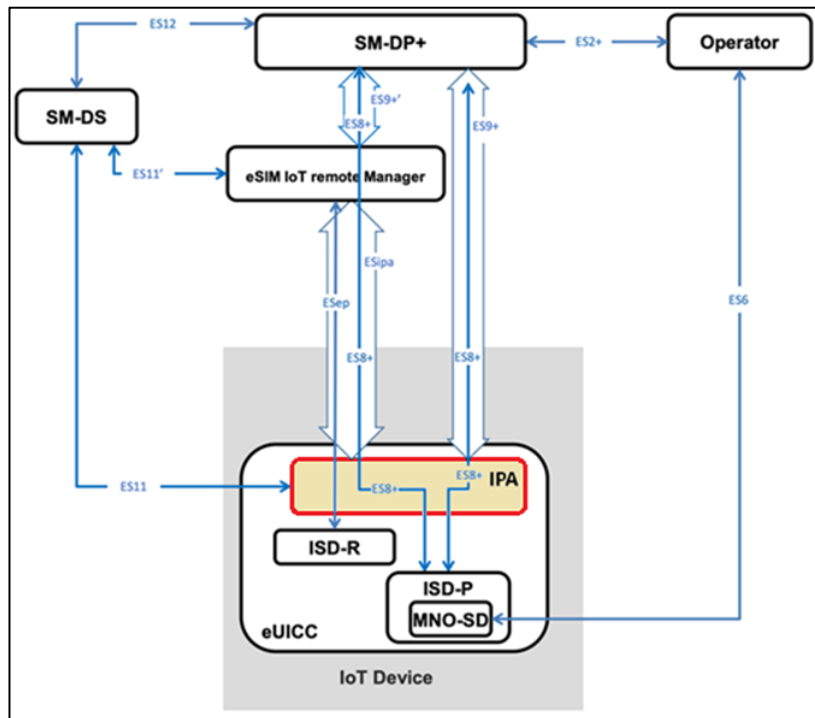 ES12
SM-DP+
ES2+
Operator
SM-DS
ES9+’
ES8+
ES9+
ES11’
eSIM IoT remote Manager
ESipa
ESep
ES6
ES8+
ES8+
IPA
ES8+
ES11
ES8+
ISD-R
ISD-P
MNO-SD
eUICC
IoT Device